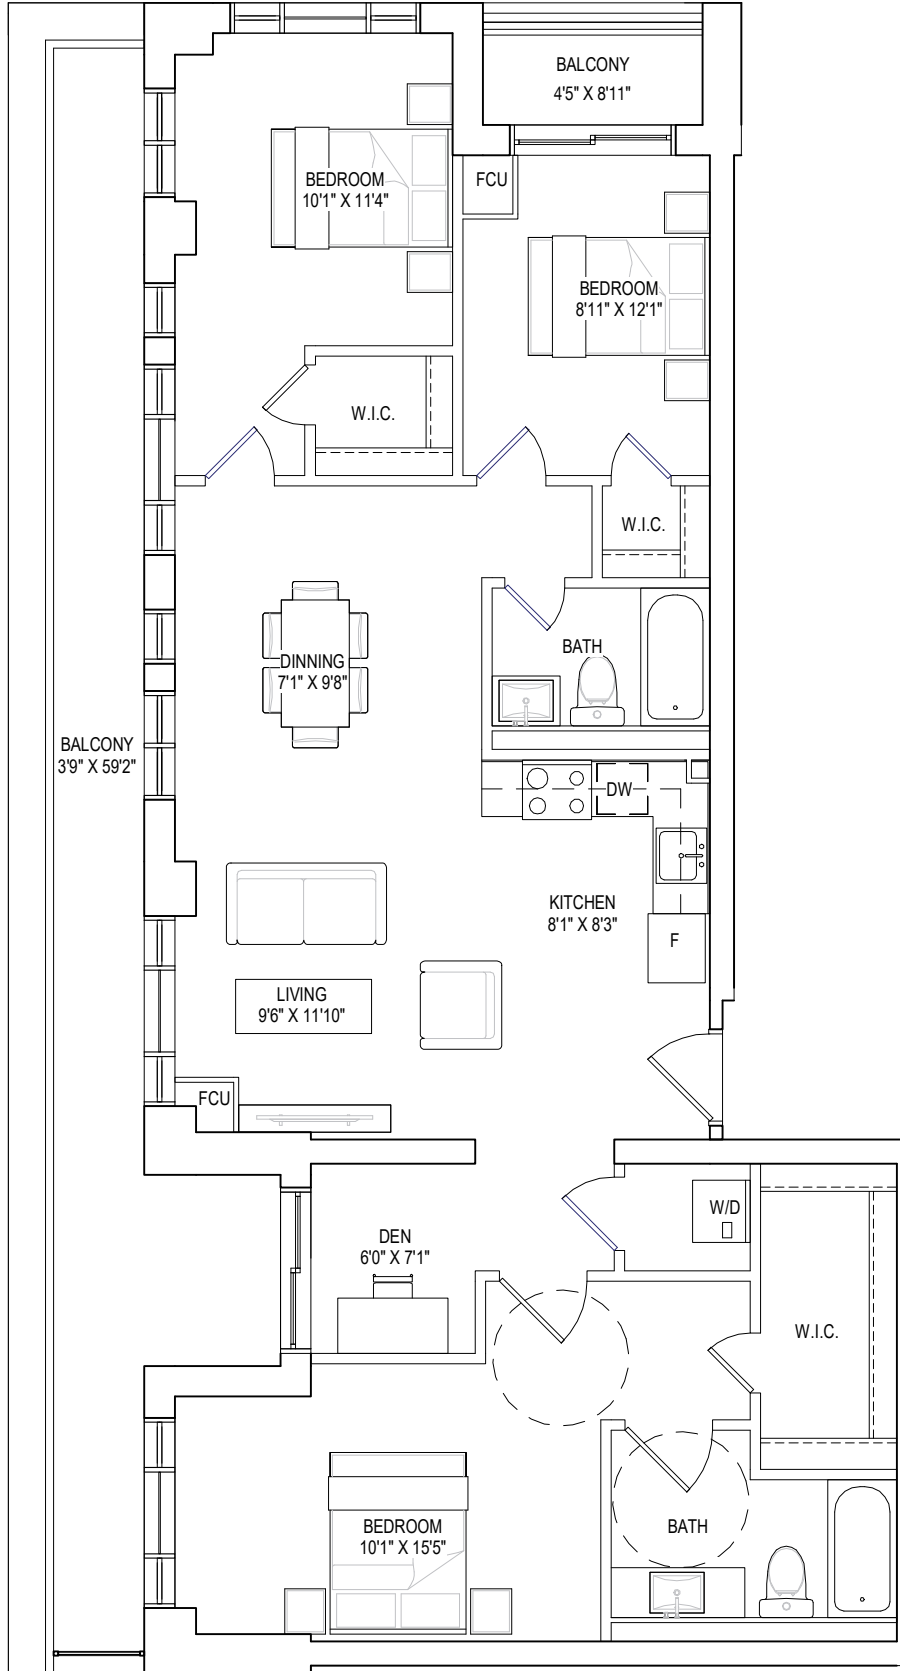 BALCONY
4'5" X 8'11"
BEDROOM
10'1" X 11'4"
FCU
BEDROOM
8'11" X 12'1"
W.I.C.
W.I.C.
BATH
DINNING
7'1" X 9'8"
BALCONY
3'9" X 59'2"
DW
KITCHEN
8'1" X 8'3"
F
LIVING
9'6" X 11'10"
FCU
W/D
DEN
6'0" X 7'1"
W.I.C.
BEDROOM
10'1" X 15'5"
BATH